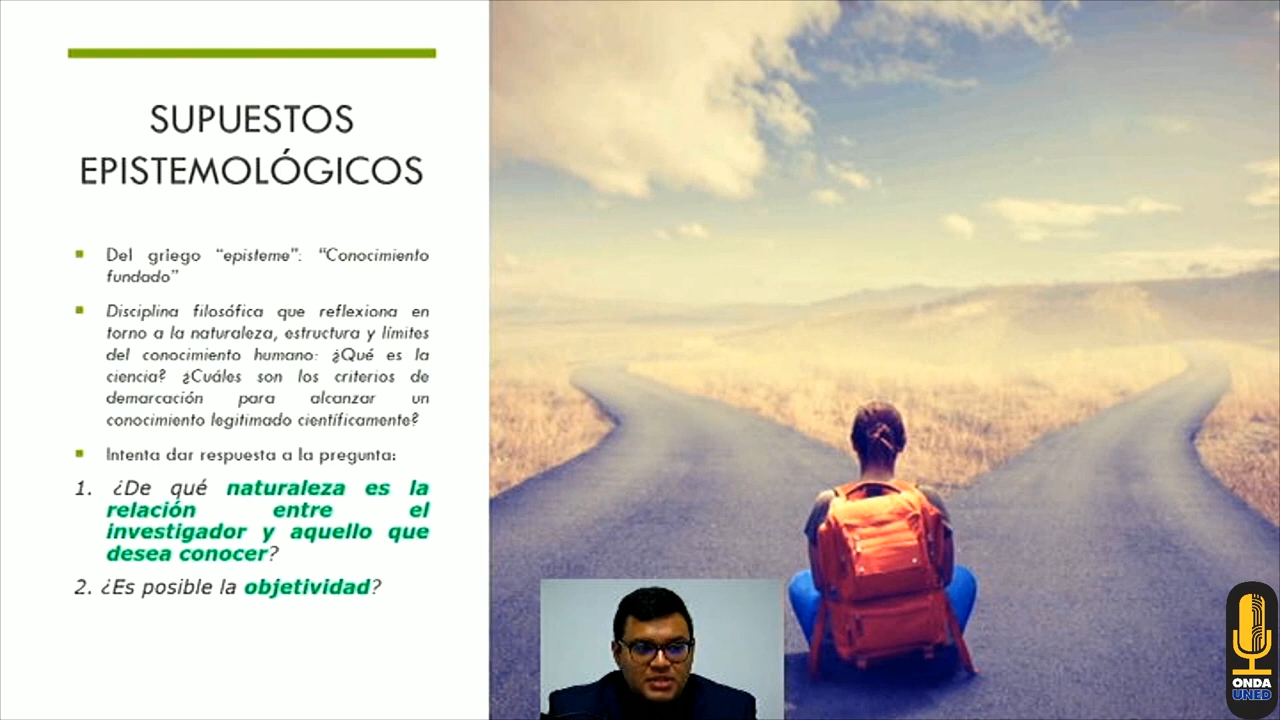 SUPUESTOS
EPISTEMOLÓGICOS
Del griego “episteme”: “Conocimiento
fundado”
Disciplina filosófica que reflexiona en
torno a la naturaleza, estructura y límites
del conocimiento humano: ¿Qué es la
ciencia? ¿Cuáles son los criterios de
demarcación para alcanzar un
conocimiento legitimado científicamente?
Intenta dar respuesta a la pregunta:
1. ¿De qué naturaleza es la
relación entre el
investigador y aquello que
desea conocer?
2. ¿Es posible la objetividad?
ONDA
UNED